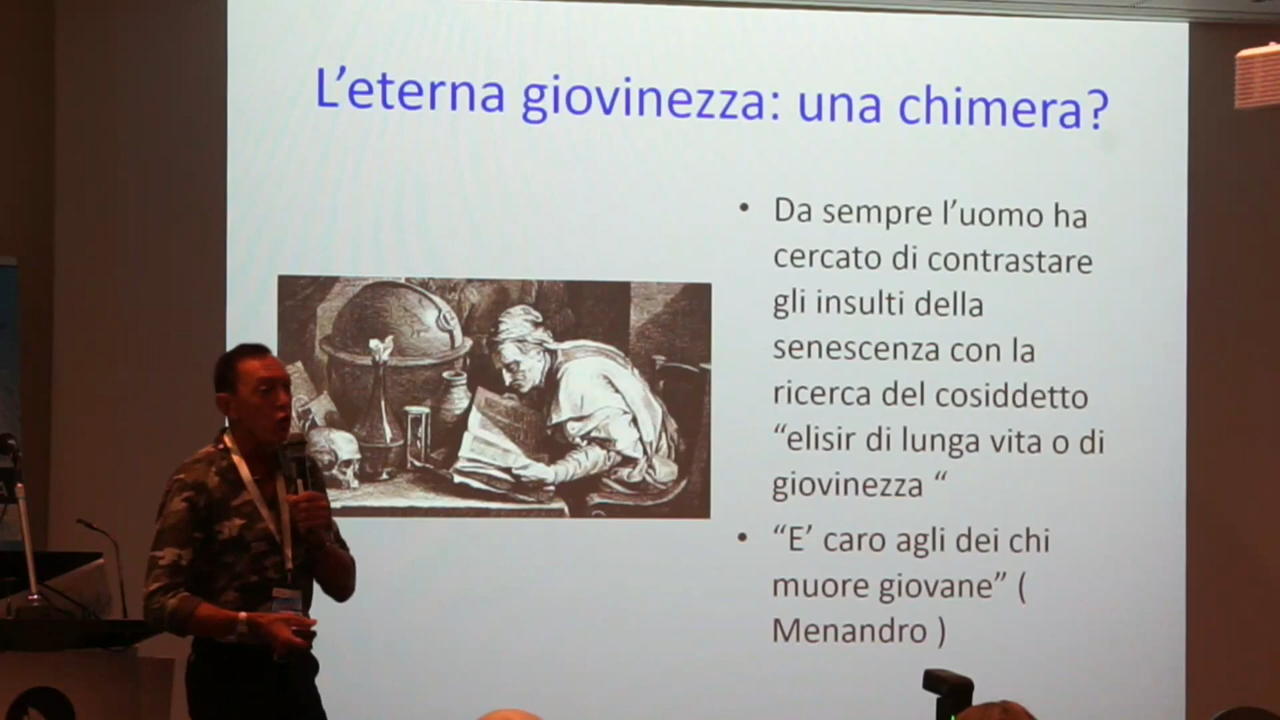 L'eterna giovinezza: una chimera?
• Da sempre l'uomo ha
cercato di contrastare
gli insulti della
senescenza con la
ricerca del cosiddetto
“elisir di lunga vita o di
giovinezza “
• “E' caro agli dei chi
muore giovane” (
Menandro )